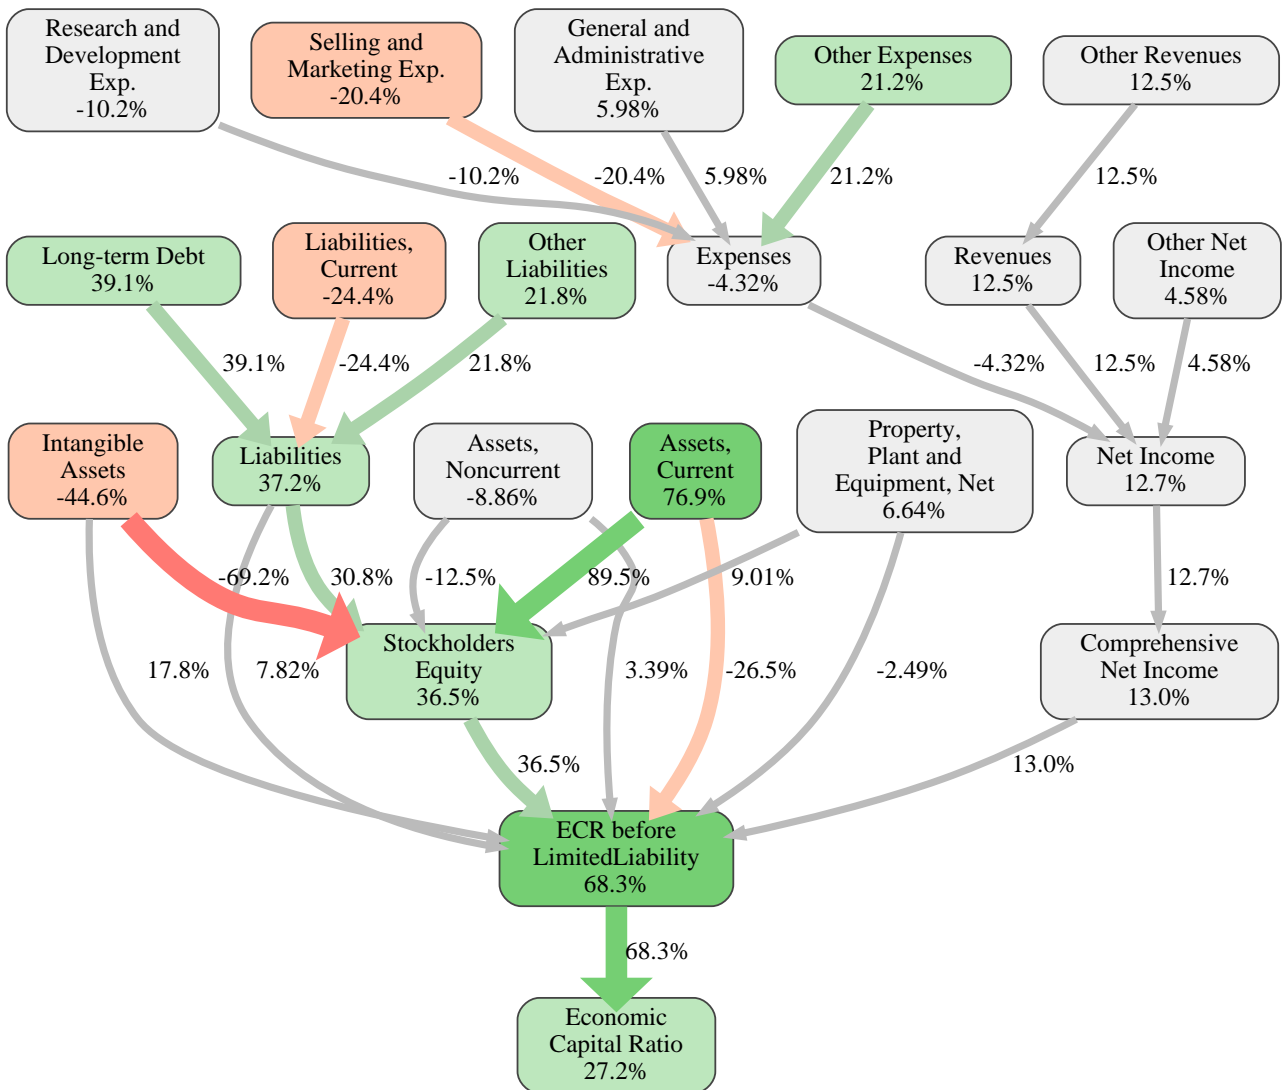 Research and
Development
Exp.
-10.2%
Selling and
Marketing Exp.
-20.4%
General and
Administrative
Exp.
5.98%
Other Expenses
21.2%
Other Revenues
12.5%
-10.2%
-20.4%
5.98%
21.2%
12.5%
Long-term Debt
39.1%
Liabilities,
Current
-24.4%
Other
Liabilities
21.8%
Expenses
-4.32%
Revenues
12.5%
Other Net
Income
4.58%
39.1%
-24.4%
21.8%
-4.32%
12.5%
4.58%
Intangible
Assets
-44.6%
Liabilities
37.2%
Assets,
Noncurrent
-8.86%
Assets,
Current
76.9%
Property,
Plant and
Equipment, Net
6.64%
Net Income
12.7%
-69.2%
30.8%
-12.5%
89.5%
9.01%
12.7%
Stockholders
Equity
36.5%
Comprehensive
Net Income
13.0%
17.8%
7.82%
3.39%
-26.5%
-2.49%
36.5%
13.0%
ECR before
LimitedLiability
68.3%
68.3%
Economic
Capital Ratio
27.2%